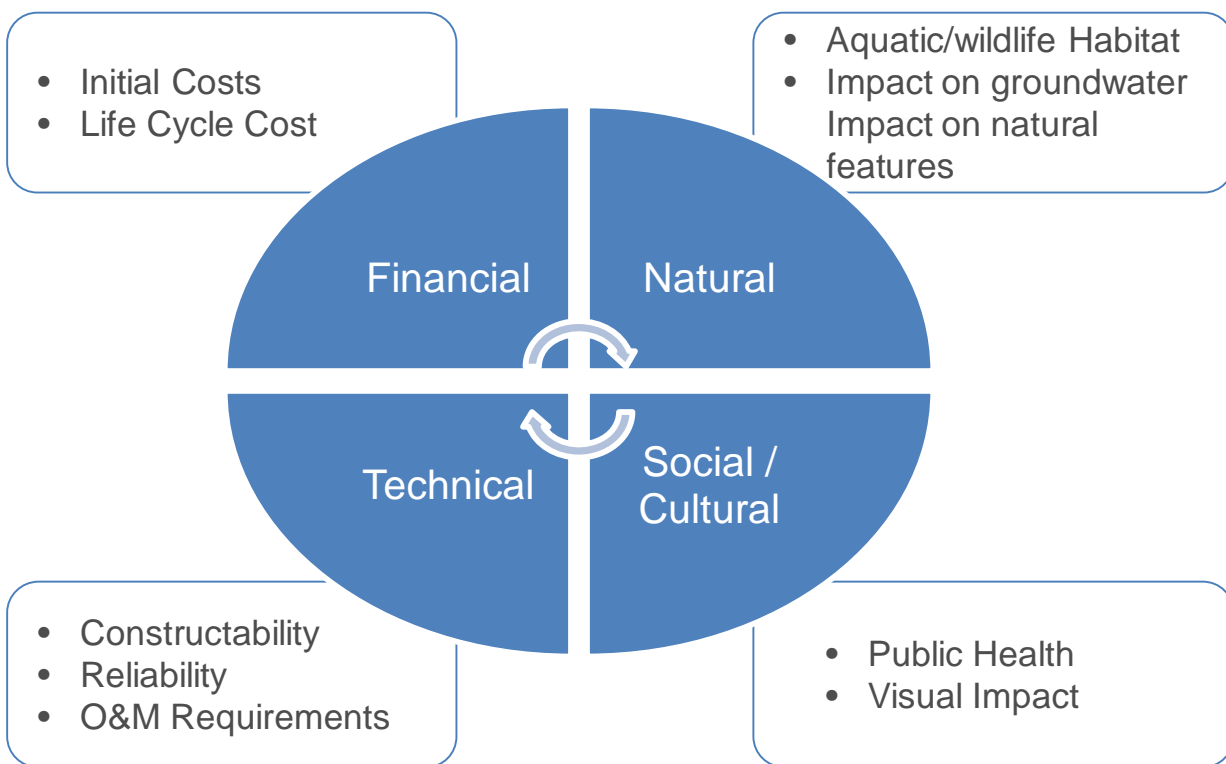 • Initial Costs
• Life Cycle Cost
• Aquatic/wildlife Habitat
• Impact on groundwater
Impact on natural
features
Financial
Natural
Technical
Social /
Cultural
• Constructability
• Reliability
• O&M Requirements
• Public Health
• Visual Impact